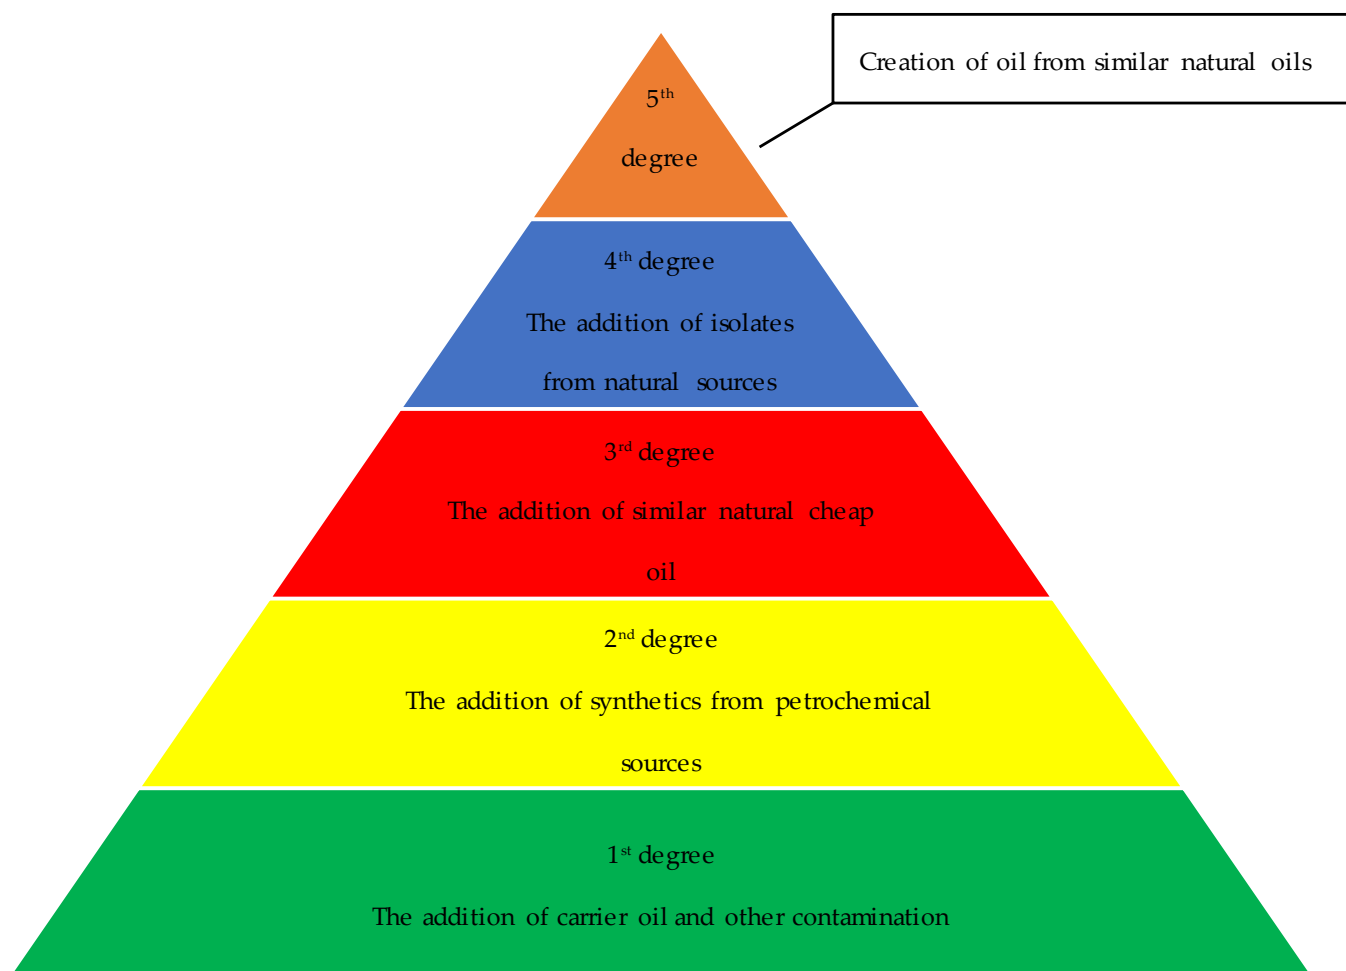 Creation of oil from similar natural oils
5th
degree
4th degree
The addition of isolates
from natural sources
3rd degree
The addition of similar natural cheap
oil
2nd degree
The addition of synthetics from petrochemical
sources
1st degree
The addition of carrier oil and other contamination